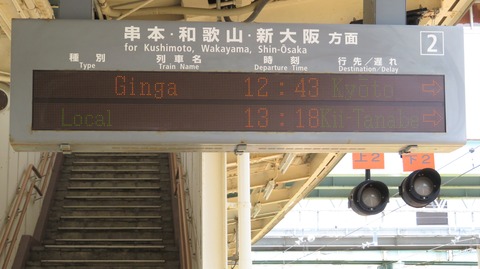 串本・和歌山・新大阪 方面
for Kushimoto, Wakayama, Shin-Ōsaka
2
種別 列車名 時刻 行先/遅れ
Type Train Name Departure Time Destination/Delay
Ginga 12:43 Kyoto ⇨
Local 13:18 Kii-Tanabe ⇨
上2 下2